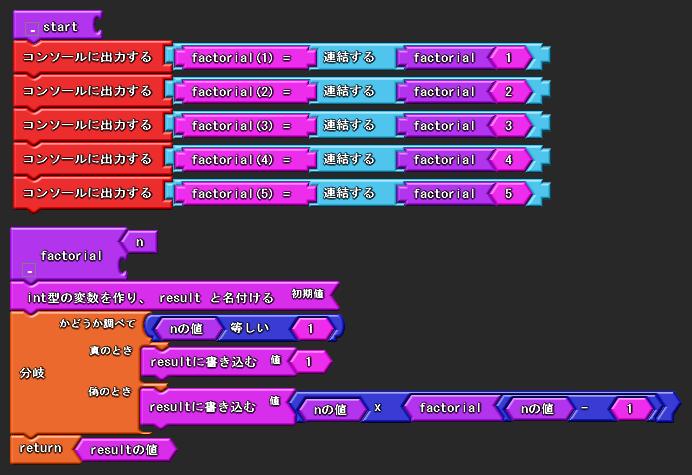 start
コンソールに出力する factorial(1) = 連結する factorial 1
コンソールに出力する factorial(2) = 連結する factorial 2
コンソールに出力する factorial(3) = 連結する factorial 3
コンソールに出力する factorial(4) = 連結する factorial 4
コンソールに出力する factorial(5) = 連結する factorial 5
n
factorial
int型の変数を作り、 result と名付ける 初期値
かどうか調べて nの値 等しい 1
真のとき resultに書き込む 値 1
分岐
偽のとき resultに書き込む 値 nの値 x factorial nの値 - 1
return resultの値